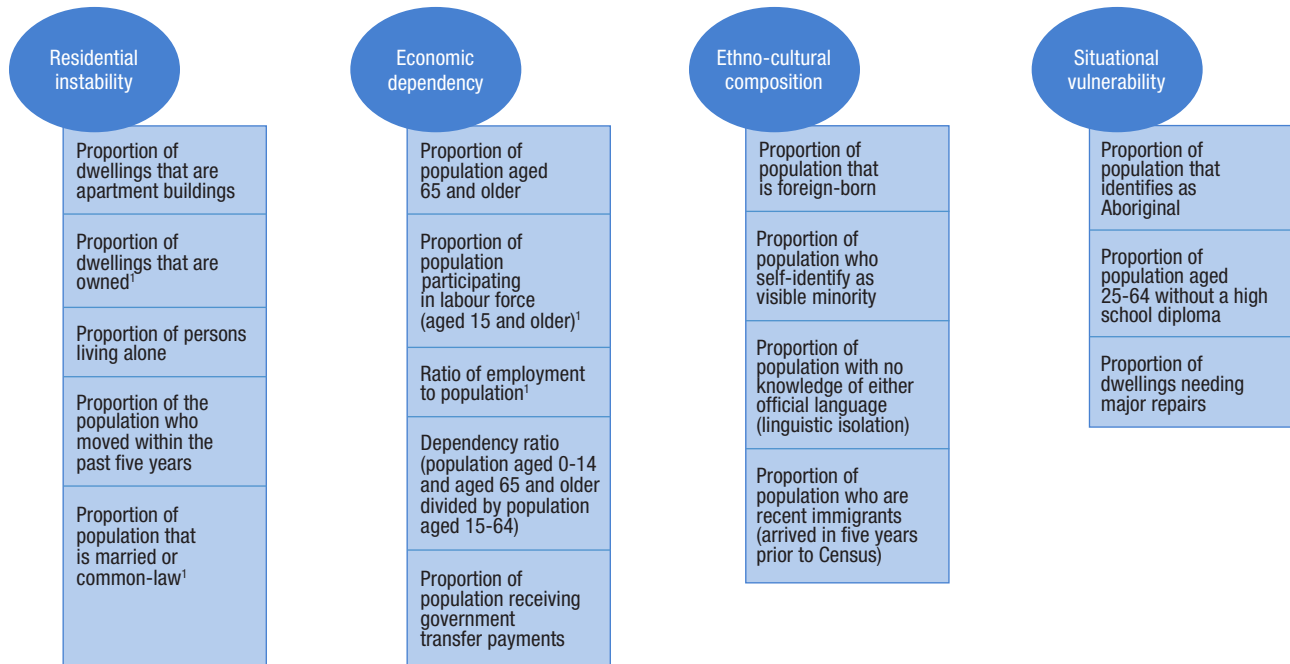 Residential
instability
Proportion of
dwellings that are
apartment buildings
Proportion of
dwellings that are
owned¹
Proportion of persons
living alone
Proportion of the
population who
moved within the
past five years
Proportion of
population that
is married or
common-law¹
Economic
dependency
Proportion of
population aged
65 and older
Proportion of
population
participating
in labour force
(aged 15 and older)¹
Ratio of employment
to population¹
Dependency ratio
(population aged 0-14
and aged 65 and older
divided by population
aged 15-64)
Proportion of
population receiving
government
transfer payments
Ethno-cultural
composition
Proportion of
population that
is foreign-born
Proportion of
population who
self-identify as
visible minority
Proportion of
population with no
knowledge of either
official language
(linguistic isolation)
Proportion of
population who are
recent immigrants
(arrived in five years
prior to Census)
Situational
vulnerability
Proportion of
population that
identifies as
Aboriginal
Proportion of
population aged
25-64 without a high
school diploma
Proportion of
dwellings needing
major repairs